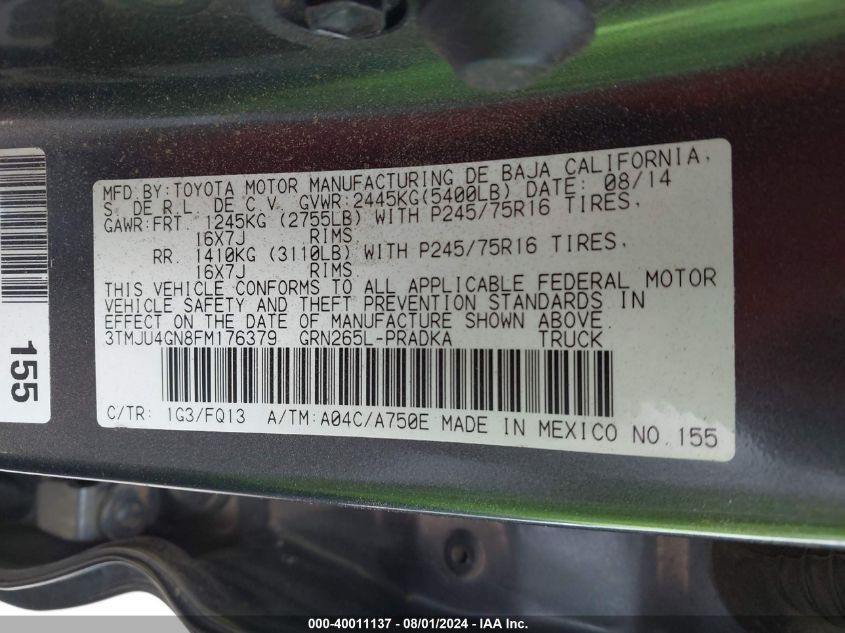 MFD.BY:TOYOTA MOTOR MANUFACTURING DE BAJA CALIFORNIA,
S. DE R.L. DE C.V. GVWR:2445KG(5400LB) DATE: 08/14
GAWR:FRT. 1245KG (2755LB) WITH P245/75R16 TIRES,
16X7J RIMS
RR. 1410KG (3110LB) WITH P245/75R16 TIRES,
16X7J RIMS
THIS VEHICLE CONFORMS TO ALL APPLICABLE FEDERAL MOTOR
VEHICLE SAFETY AND THEFT PREVENTION STANDARDS IN
EFFECT ON THE DATE OF MANUFACTURE SHOWN ABOVE.
3TMJU4GN8FM176379 GRN265L-PRADKA TRUCK
C/TR: 1G3/FQ13 A/TM:A04C/A750E MADE IN MEXICO NO.155
155
000-40011137 - 08/01/2024 - IAA Inc.